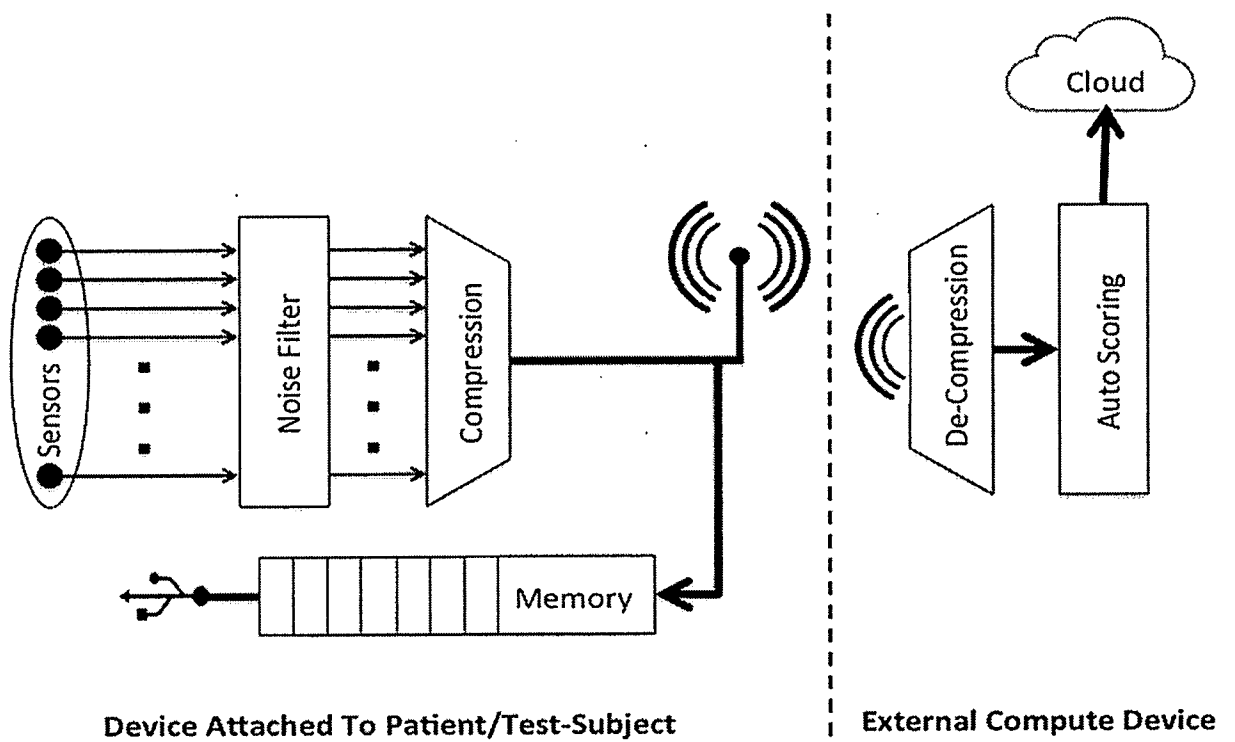 Cloud
Sensors
Noise Filter
Compression
De-Compression
Auto Scoring
Memory
Device Attached To Patient/Test-Subject
External Compute Device